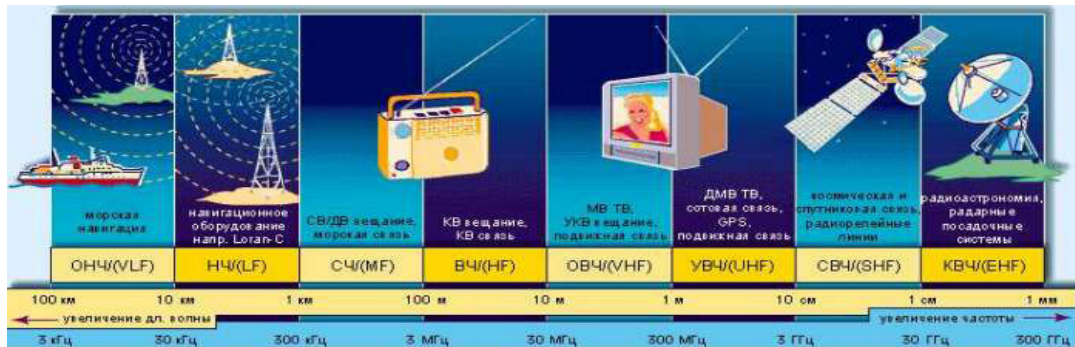 морская
навигация
навигационное
оборудование
напр. Loran-C
СВ/ДВ вещание,
морская связь
КВ вещание,
КВ связь
МВ ТВ,
УКВ вещание,
подвижная связь
ДМВ ТВ,
сотовая связь,
GPS,
подвижная связь
космическая и
спутниковая связь,
радиорелейные
линии
радиоастрономия,
радарные
посадочные
системы
ОНЧ/(VLF) НЧ/(LF) СЧ/(MF) ВЧ/(HF) ОВЧ/(VHF) УВЧ/(UHF) СВЧ/(SHF) КВЧ/(EHF)
100 км 10 км 1 км 100 м 10 м 1 м 10 см 1 см 1 мм
увеличение дл. волны увеличение частоты
3 кГц 30 кГц 300 кГц 3 МГц 30 МГц 300 МГц 3 ГГц 30 ГГц 300 ГГц